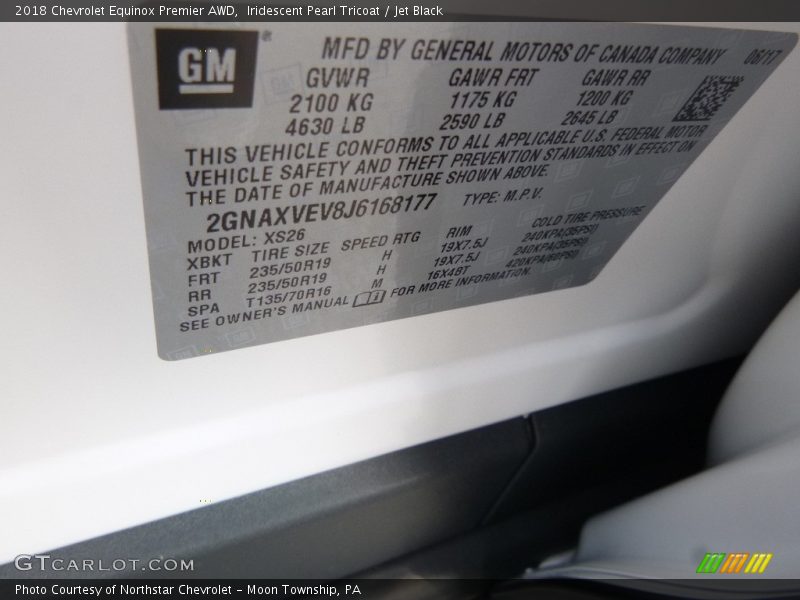 2018 Chevrolet Equinox Premier AWD, Iridescent Pearl Tricoat / Jet Black
GM
®
MFD BY GENERAL MOTORS OF CANADA COMPANY 06/17
GVWR GAWR FRT GAWR RR
2100 KG 1175 KG 1200 KG
4630 LB 2590 LB 2645 LB
THIS VEHICLE CONFORMS TO ALL APPLICABLE U.S. FEDERAL MOTOR
VEHICLE SAFETY AND THEFT PREVENTION STANDARDS IN EFFECT ON
THE DATE OF MANUFACTURE SHOWN ABOVE.
2GNAXVEV8J6168177 TYPE: M.P.V.
MODEL: XS26
XBKT TIRE SIZE SPEED RTG RIM COLD TIRE PRESSURE
FRT 235/50R19 H 19X7.5J 240KPA(35PSI)
RR 235/50R19 H 19X7.5J 240KPA(35PSI)
SPA T135/70R16 M 16X4BT 420KPA(60PSI)
SEE OWNER'S MANUAL FOR MORE INFORMATION.
GTCARLOT.COM
Photo Courtesy of Northstar Chevrolet - Moon Township, PA